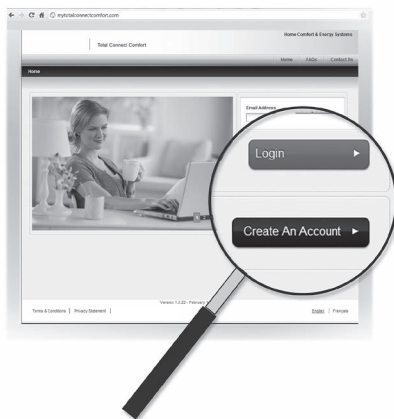 mytotalconnectcomfort.com
Home Comfort & Energy Systems
Total Connect Comfort
Home FAQs Contact Us
Home
Email Address
Login
Create An Account
Terms & Conditions | Privacy Statement |
English | Français